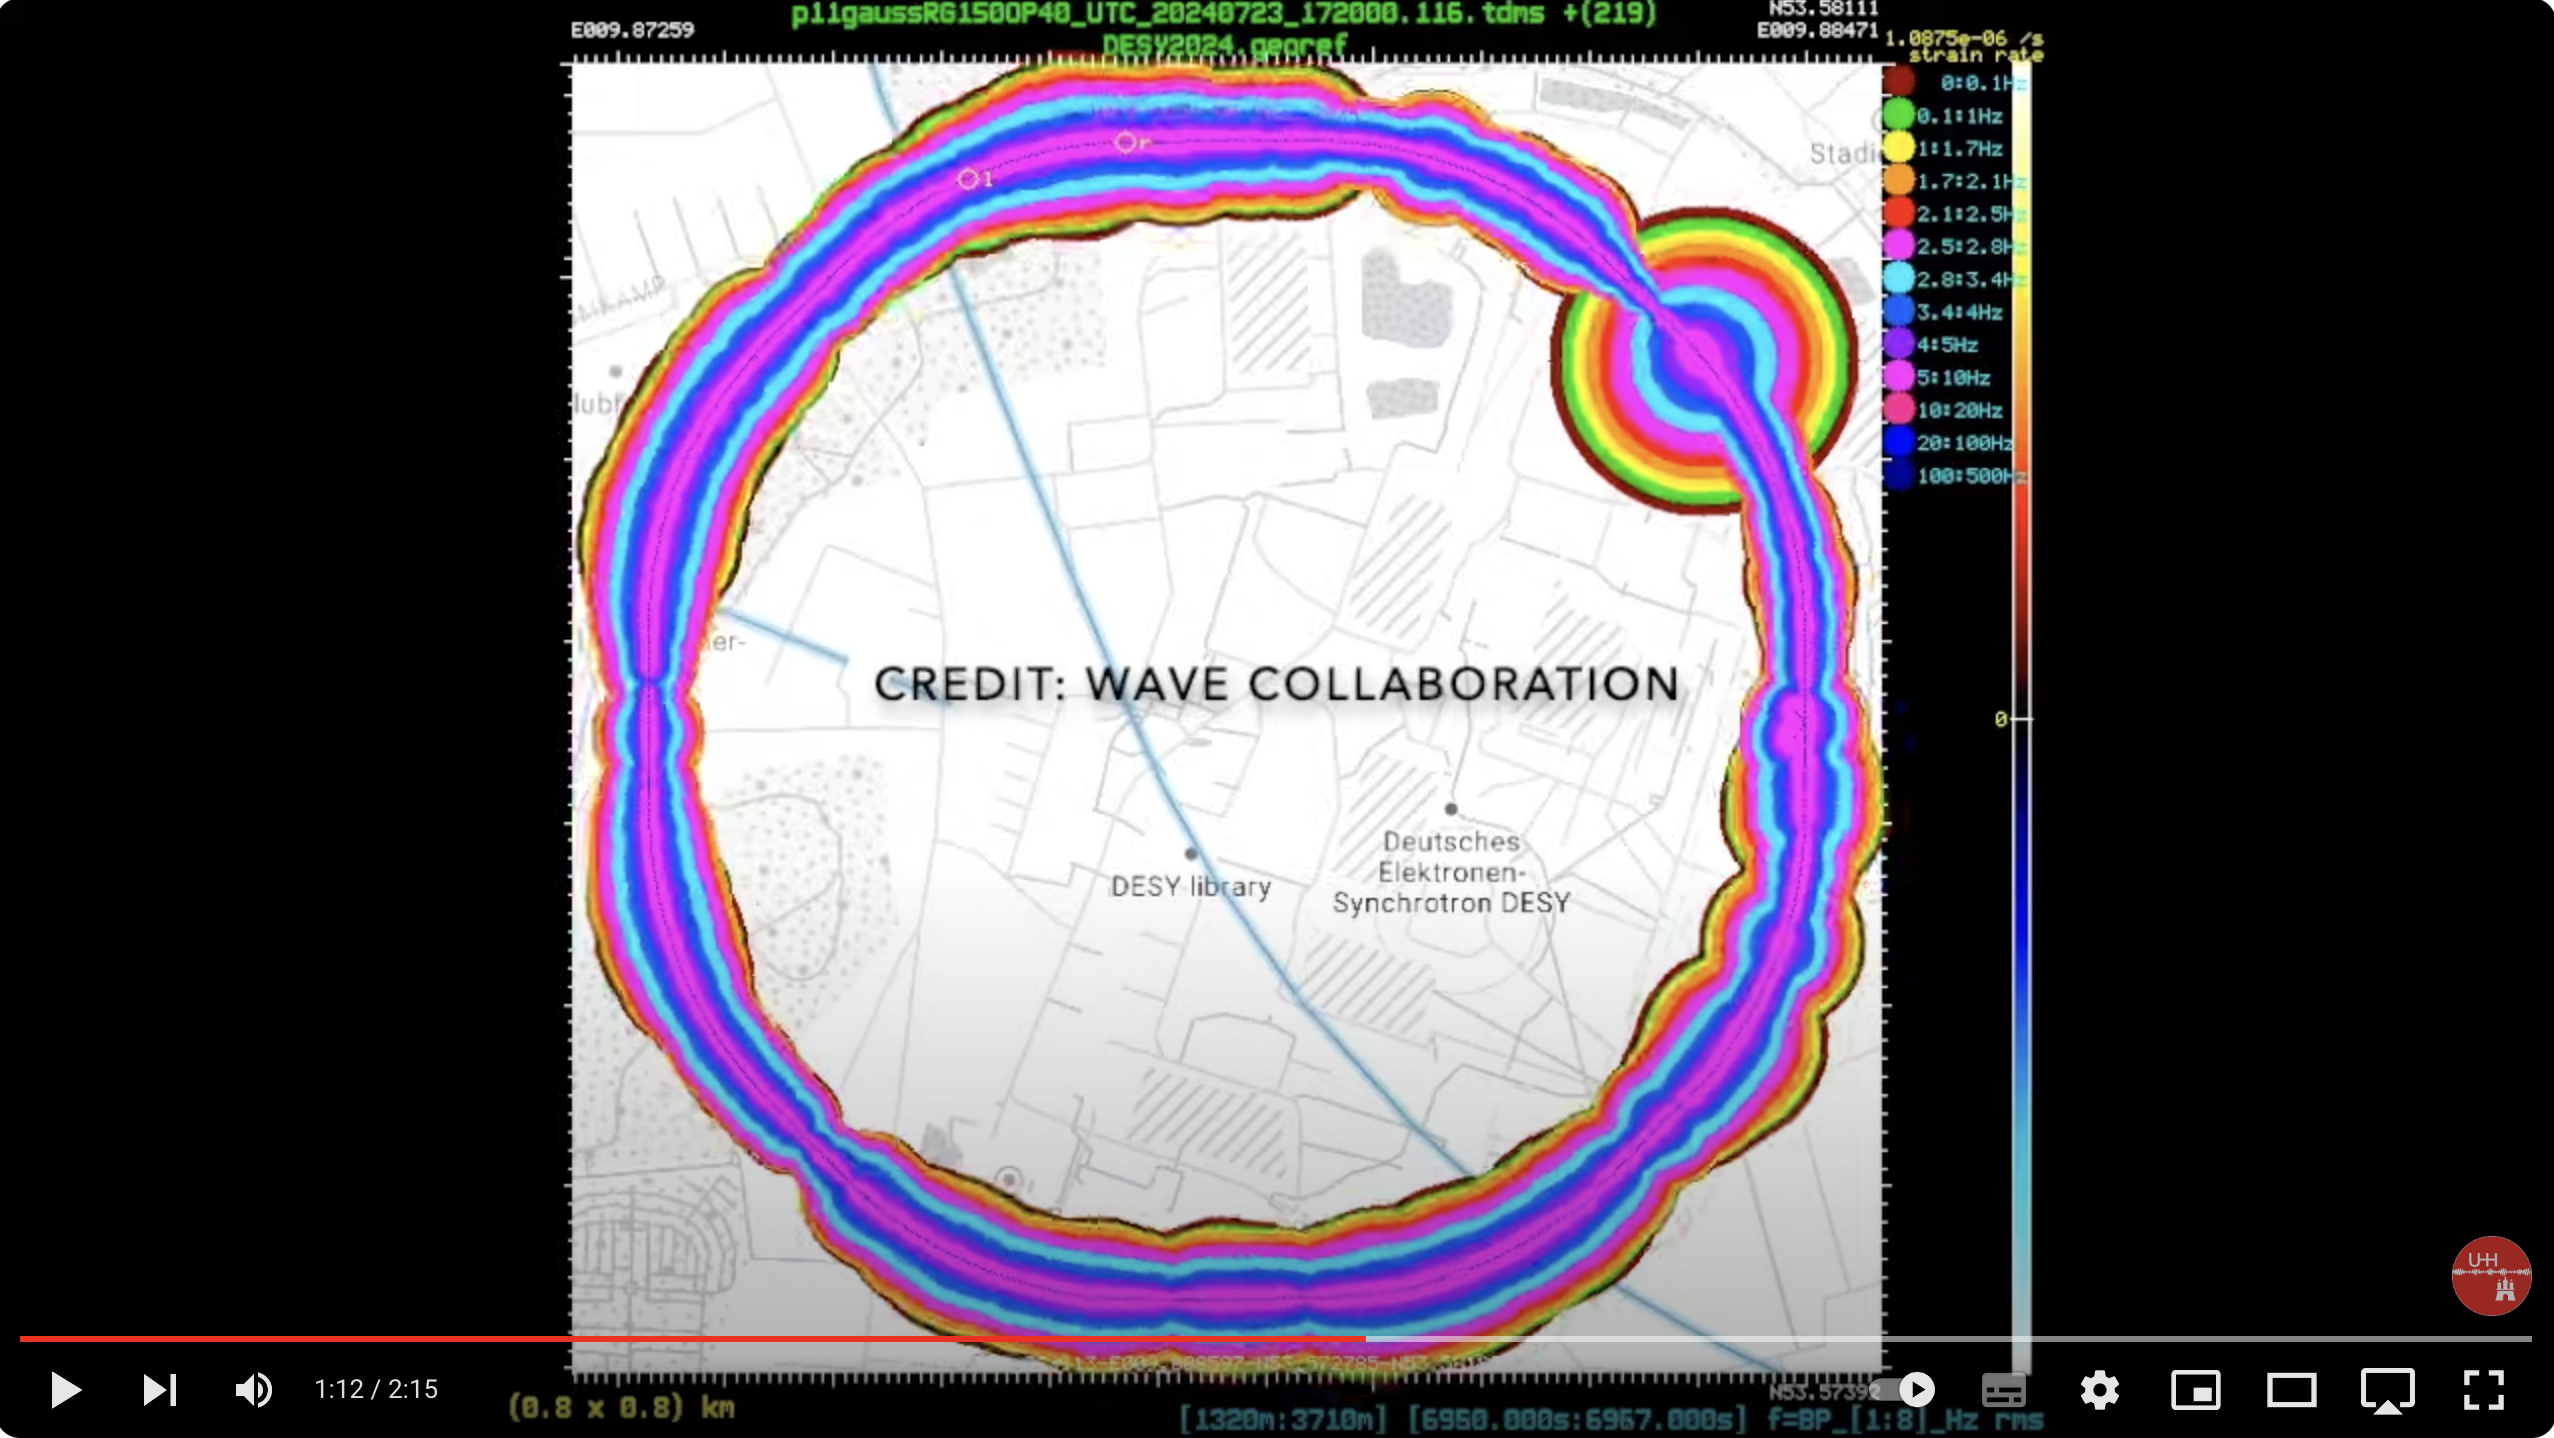 p11gaussRG1500P40_UTC_20240723_172000.116.tdms +(219)
DESY2024.georef
E009.87259
N53.58111
E009.88471
1.0875e-06 /s
strain rate
0:0.1Hz
0.1:1Hz
1:1.7Hz
1.7:2.1Hz
2.1:2.5Hz
2.5:2.8Hz
2.8:3.4Hz
3.4:4Hz
4:5Hz
5:10Hz
10:20Hz
20:100Hz
100:500Hz
r
l
Stadi
er-
CREDIT: WAVE COLLABORATION
0
Deutsches
Elektronen-
Synchrotron DESY
DESY library
UHH
1:12 / 2:15
N53.57392
(0.8 x 0.8) km
[1320m:3710m] [6950.000s:6967.000s] f=BP_[1:8]_Hz rms